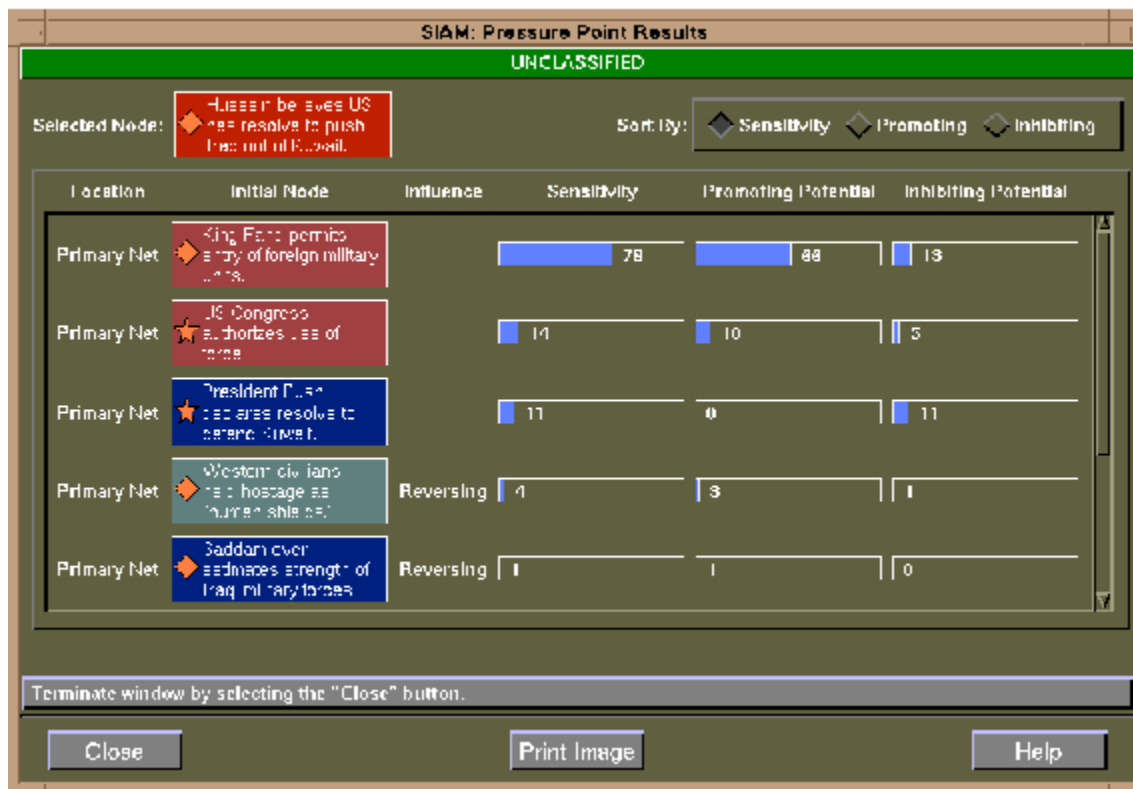 SIAM: Pressure Point Results
UNCLASSIFIED
Selected Node:
Hussein believes US
has resolve to push
Iraq out of Kuwait.
Sort By: Sensitivity Promoting Inhibiting
Location Initial Node Influence Sensitivity Promoting Potential Inhibiting Potential
King Fahd permits
entry of foreign military
units.
Primary Net 13
US Congress
authorizes use of
force
Primary Net 14 10
President Bush
declares resolve to
defend Kuwait.
Primary Net 11 0 11
Western civilians
held hostage as
"human shields."
Primary Net Reversing 4 3 1
Saddam over
estimates strength of
Iraqi military forces
Primary Net Reversing 1 1 0
Terminate window by selecting the "Close" button.
Close Print Image Help